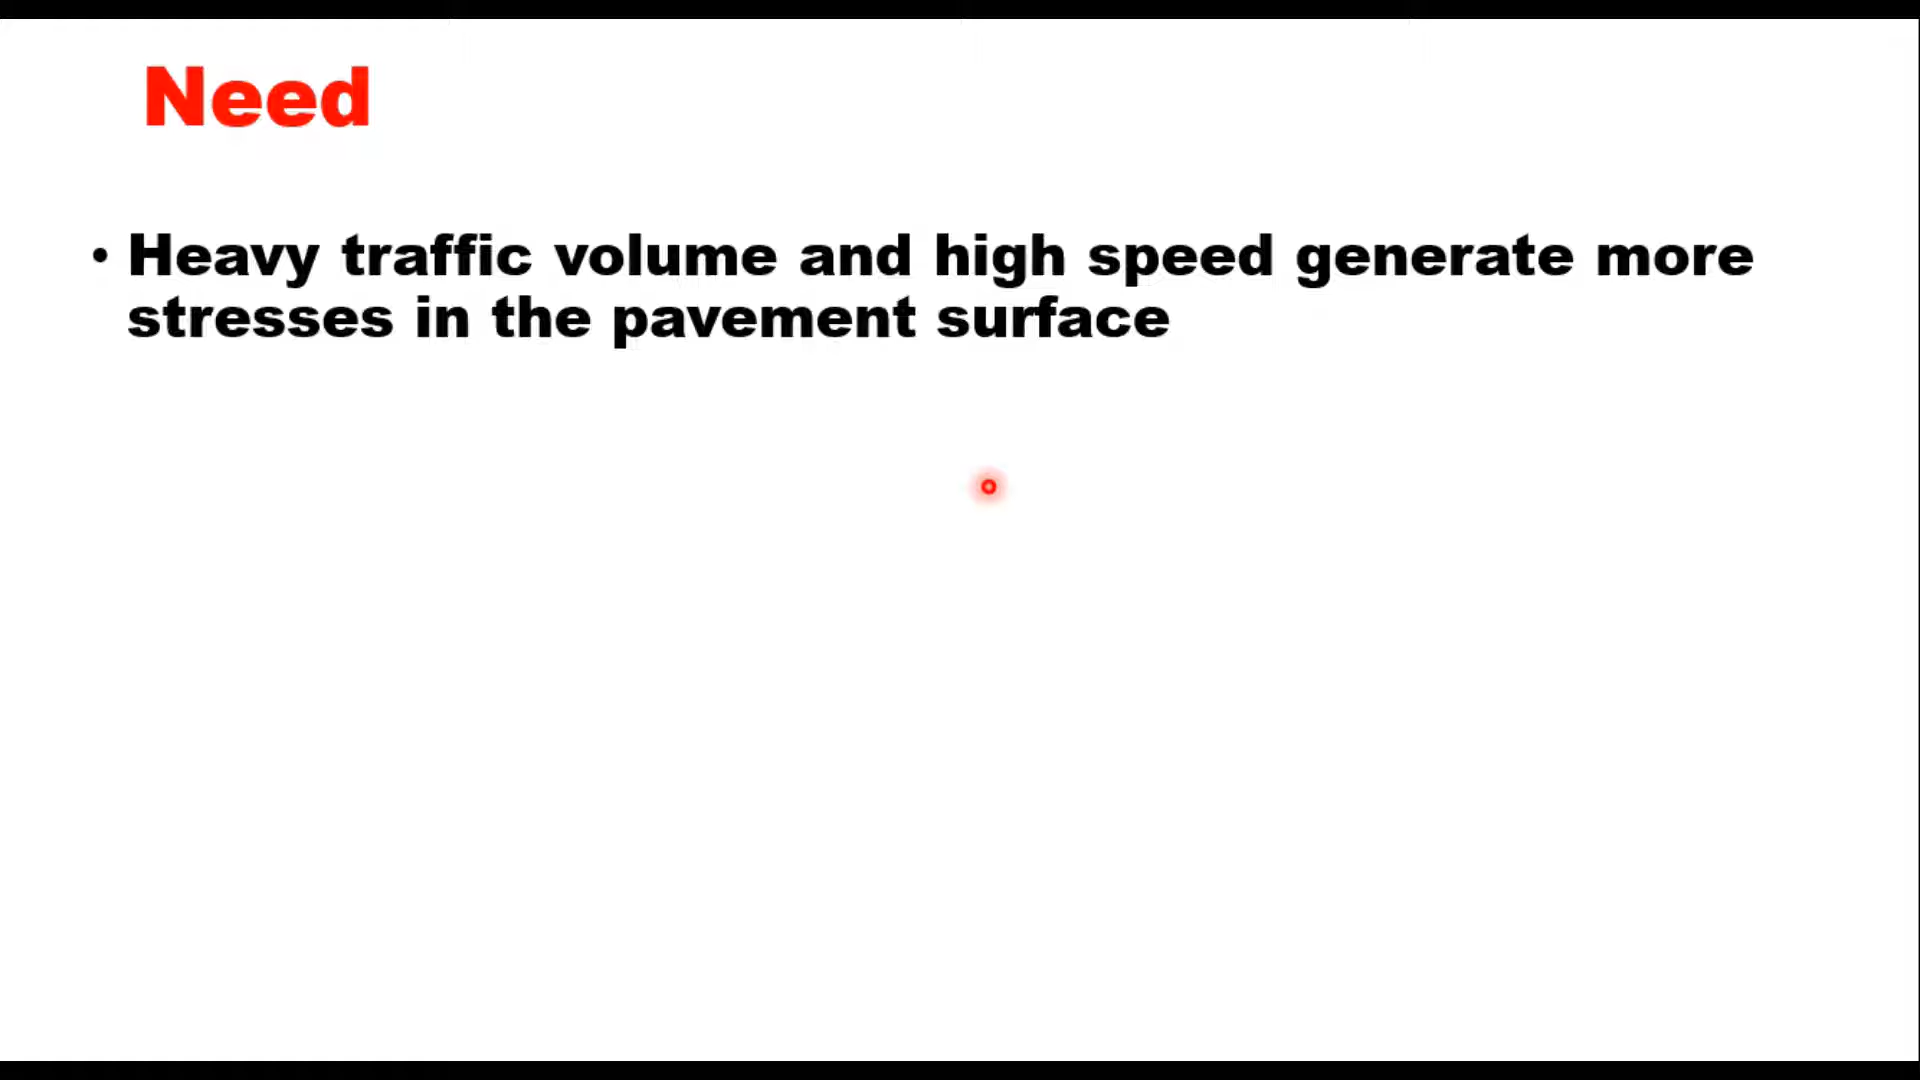 Need
• Heavy traffic volume and high speed generate more
stresses in the pavement surface